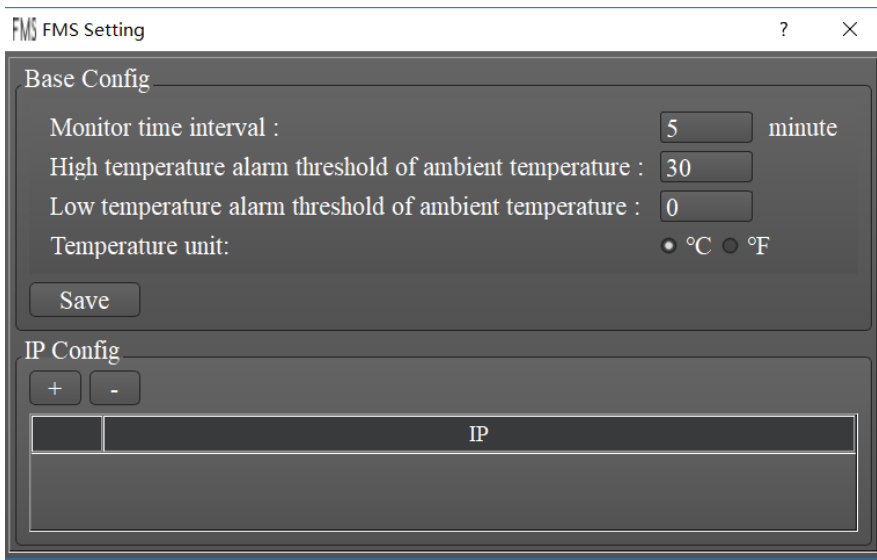 FMS FMS Setting ? ×
Base Config
Monitor time interval : 5 minute
High temperature alarm threshold of ambient temperature : 30
Low temperature alarm threshold of ambient temperature : 0
Temperature unit: °C °F
Save
IP Config
+ -
IP